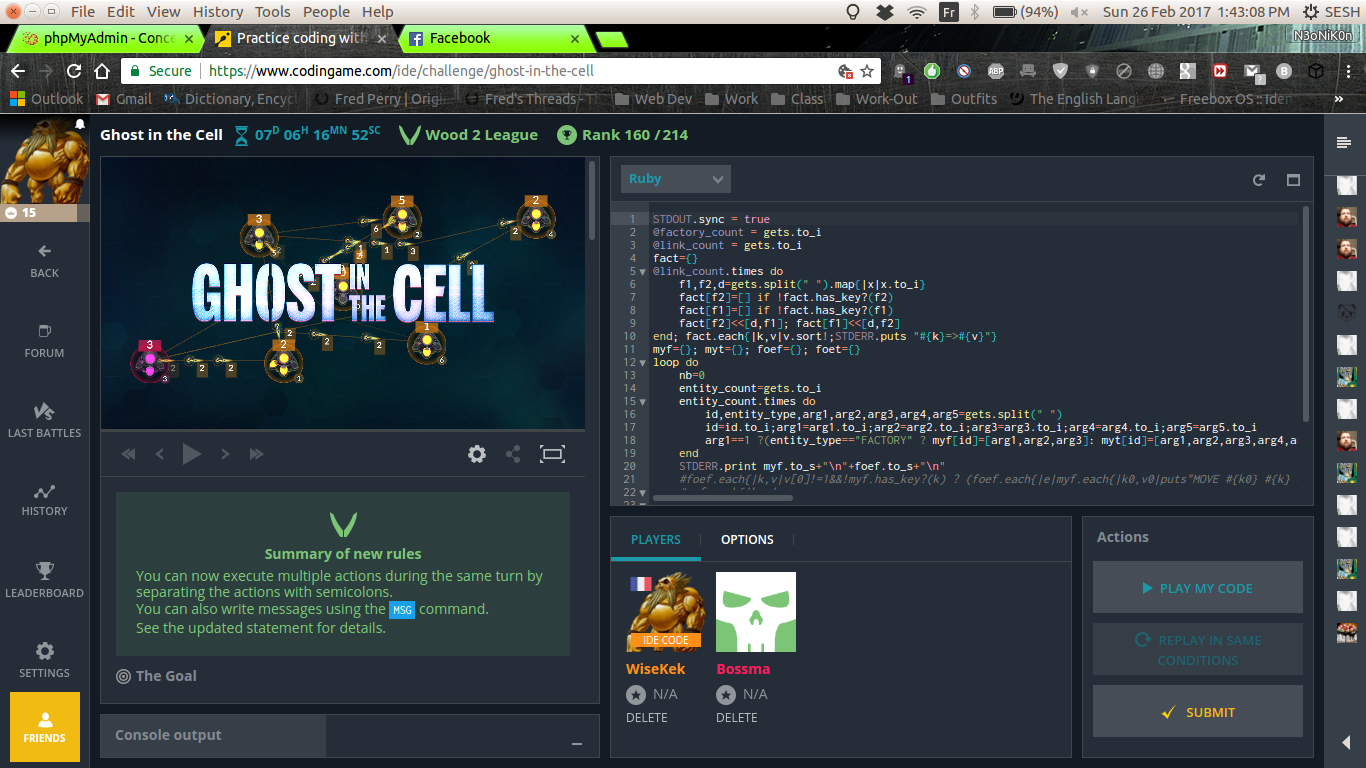 File Edit View History Tools People Help
Fr (94%) Sun 26 Feb 2017 1:43:08 PM SESH
phpMyAdmin - Conce × Practice coding with × Facebook ×
N3oNiK0n
Secure https://www.codingame.com/ide/challenge/ghost-in-the-cell
Outlook Gmail Dictionary, Encycl Fred Perry | Origi Fred's Threads - T Web Dev Work Class Work-Out Outfits The English Lang Freebox OS :: Iden »
Ghost in the Cell 07D 06H 16MN 52SC Wood 2 League Rank 160 / 214
15
BACK
FORUM
LAST BATTLES
HISTORY
LEADERBOARD
SETTINGS
FRIENDS
GHOST IN THE CELL
Summary of new rules
You can now execute multiple actions during the same turn by
separating the actions with semicolons.
You can also write messages using the MSG command.
See the updated statement for details.
The Goal
Console output
Ruby
1 STDOUT.sync = true
2 @factory_count = gets.to_i
3 @link_count = gets.to_i
4 fact={}
5 @link_count.times do
6 f1,f2,d=gets.split(" ").map{|x|x.to_i}
7 fact[f2]=[] if !fact.has_key?(f2)
8 fact[f1]=[] if !fact.has_key?(f1)
9 fact[f2]<<[d,f1]; fact[f1]<<[d,f2]
10 end; fact.each{|k,v|v.sort!;STDERR.puts "#{k}=>#{v}"}
11 myf={}; myt={}; foef={}; foet={}
12 loop do
13 nb=0
14 entity_count=gets.to_i
15 entity_count.times do
16 id,entity_type,arg1,arg2,arg3,arg4,arg5=gets.split(" ")
17 id=id.to_i;arg1=arg1.to_i;arg2=arg2.to_i;arg3=arg3.to_i;arg4=arg4.to_i;arg5=arg5.to_i
18 arg1==1 ?(entity_type=="FACTORY" ? myf[id]=[arg1,arg2,arg3]: myt[id]=[arg1,arg2,arg3,arg4,a
19 end
20 STDERR.print myf.to_s+"\n"+foef.to_s+"\n"
21 #foef.each{|k,v|v[0]!=1&&!myf.has_key?(k) ? (foef.each{|e|myf.each{|k0,v0|puts"MOVE #{k0} #{k}
22
PLAYERS OPTIONS
IDE CODE
WiseKek Bossma
N/A N/A
DELETE DELETE
Actions
PLAY MY CODE
REPLAY IN SAME
CONDITIONS
SUBMIT